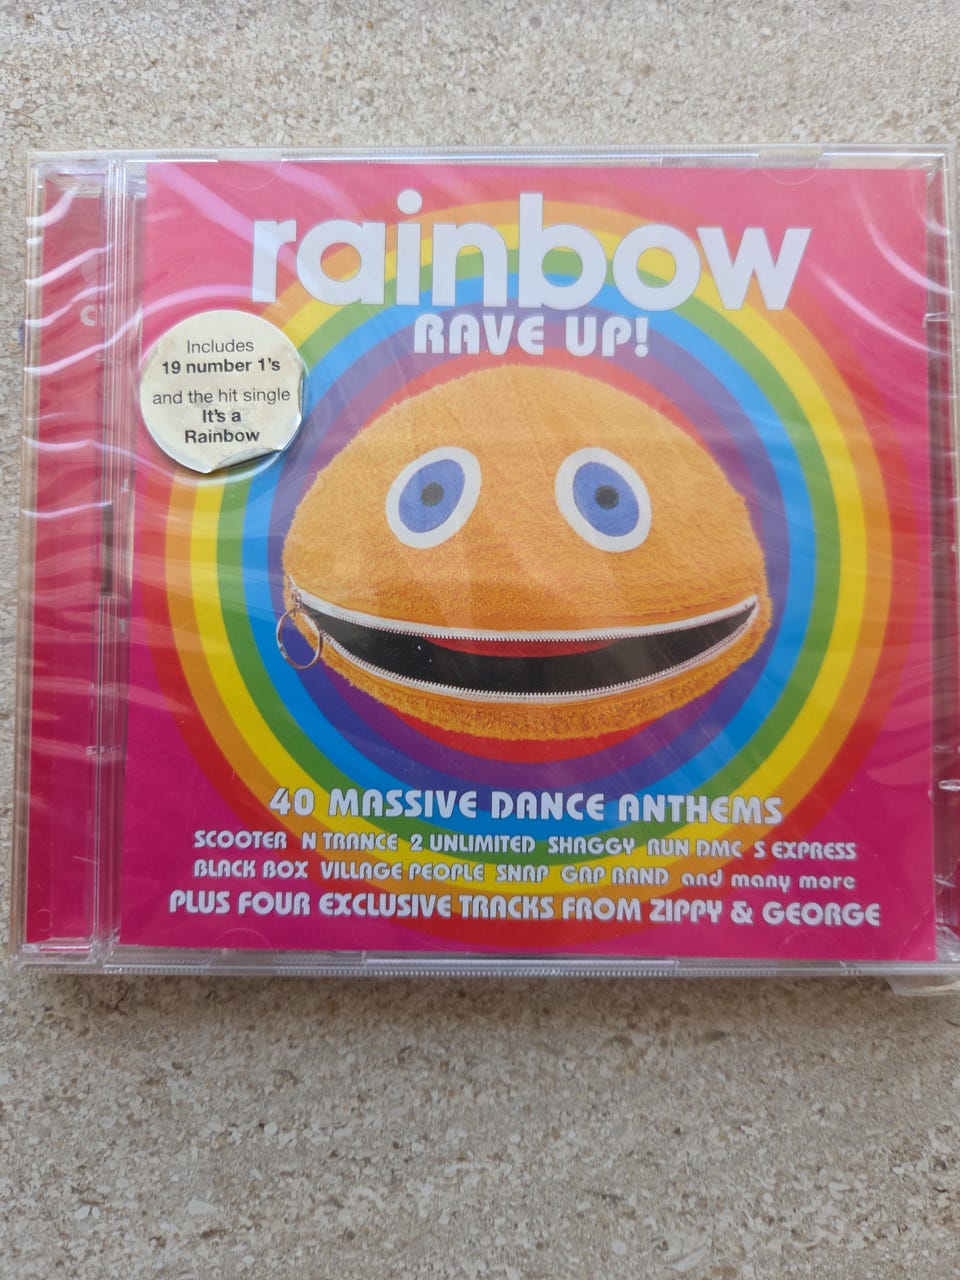 rainbow
RAVE UP!
Includes
19 number 1's
and the hit single
It's a
Rainbow
40 MASSIVE DANCE ANTHEMS
SCOOTER N TRANCE 2 UNLIMITED SHAGGY RUN DMC S EXPRESS
BLACK BOX VILLAGE PEOPLE SNAP GAP BAND and many more
PLUS FOUR EXCLUSIVE TRACKS FROM ZIPPY & GEORGE